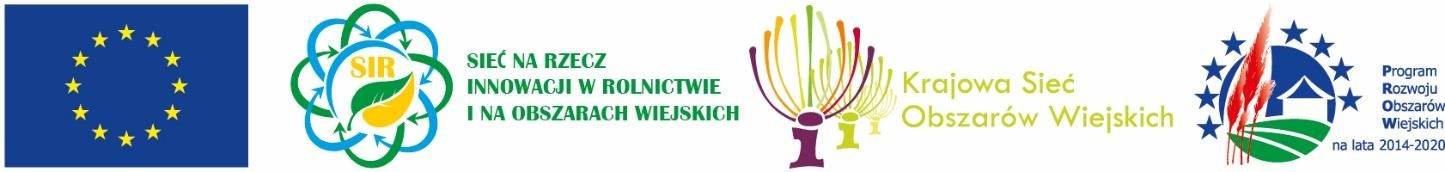 SIR
SIEĆ NA RZECZ
INNOWACJI W ROLNICTWIE
I NA OBSZARACH WIEJSKICH
Krajowa Sieć
Obszarów Wiejskich
Program
Rozwoju
Obszarów
Wiejskich
na lata 2014-2020